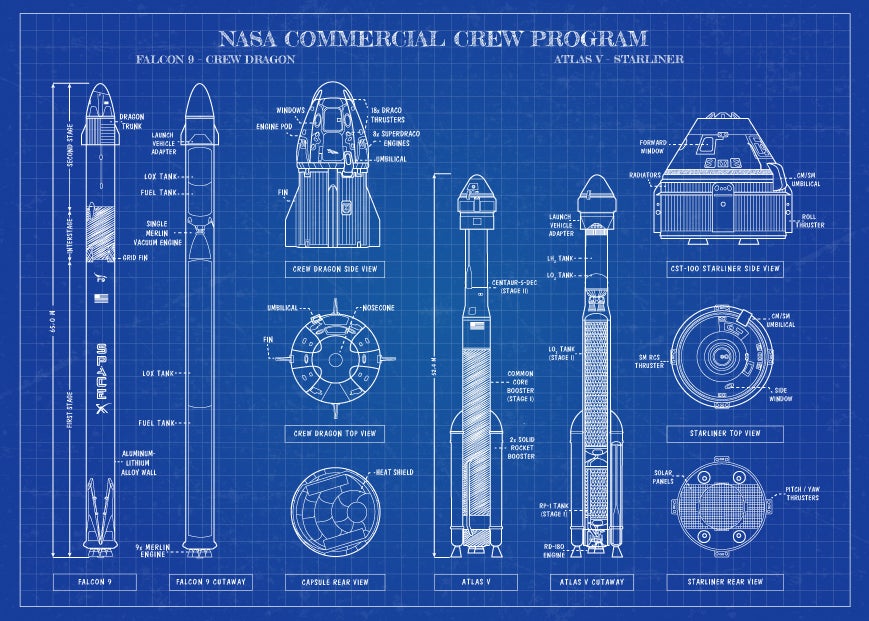 NASA COMMERCIAL CREW PROGRAM
FALCON 9 - CREW DRAGON
ATLAS V - STARLINER
SECOND STAGE
INTERSTAGE
FIRST STAGE
65.0 M
DRAGON
TRUNK
GRID FIN
SPACEX
ALUMINUM-
LITHIUM
ALLOY WALL
FALCON 9
LAUNCH
VEHICLE
ADAPTER
LOX TANK
FUEL TANK
SINGLE
MERLIN
VACUUM ENGINE
LOX TANK
FUEL TANK
9x MERLIN
ENGINE
FALCON 9 CUTAWAY
WINDOWS
ENGINE POD
FIN
18x DRACO
THRUSTERS
8x SUPERDRACO
ENGINES
UMBILICAL
CREW DRAGON SIDE VIEW
UMBILICAL
NOSECONE
FIN
CREW DRAGON TOP VIEW
HEAT SHIELD
CAPSULE REAR VIEW
CENTAUR-5-DEC
(STAGE II)
COMMON
CORE
BOOSTER
(STAGE I)
2x SOLID
ROCKET
BOOSTER
ATLAS V
LAUNCH
VEHICLE
ADAPTER
LH₂ TANK
LO₂ TANK
LO₂ TANK
(STAGE I)
RP-1 TANK
(STAGE I)
RD-180
ENGINE
ATLAS V CUTAWAY
FORWARD
WINDOW
RADIATORS
CM/SM
UMBILICAL
ROLL
THRUSTER
CST-100 STARLINER SIDE VIEW
CM/SM
UMBILICAL
SM RCS
THRUSTER
SIDE
WINDOW
STARLINER TOP VIEW
SOLAR
PANELS
PITCH / YAW
THRUSTERS
STARLINER REAR VIEW